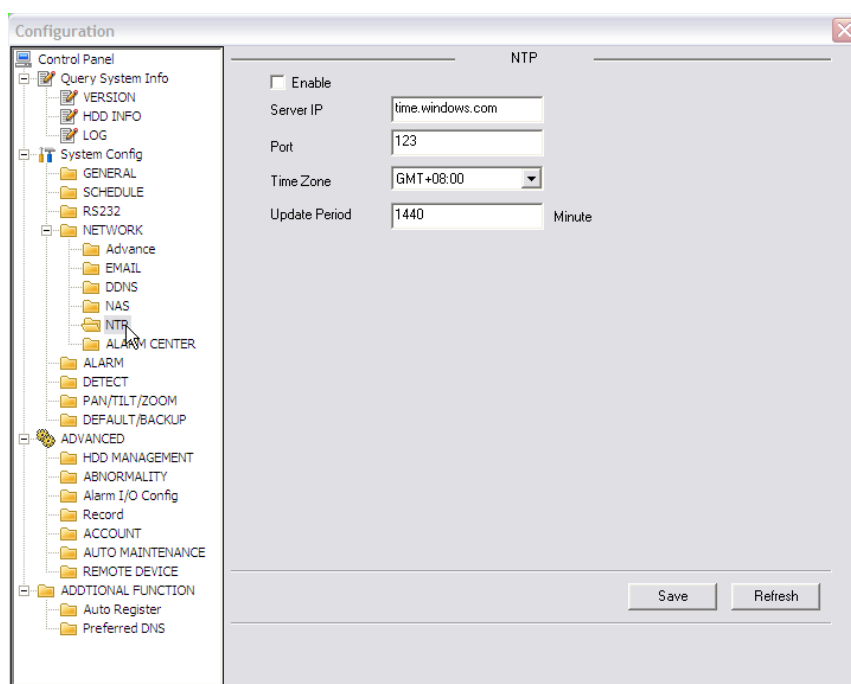 Configuration
Control Panel
Query System Info
VERSION
HDD INFO
LOG
System Config
GENERAL
SCHEDULE
RS232
NETWORK
Advance
EMAIL
DDNS
NAS
NTP
ALARM CENTER
ALARM
DETECT
PAN/TILT/ZOOM
DEFAULT/BACKUP
ADVANCED
HDD MANAGEMENT
ABNORMALITY
Alarm I/O Config
Record
ACCOUNT
AUTO MAINTENANCE
REMOTE DEVICE
ADDTIONAL FUNCTION
Auto Register
Preferred DNS
NTP
Enable
Server IP time.windows.com
Port 123
Time Zone GMT+08:00
Update Period 1440 Minute
Save Refresh